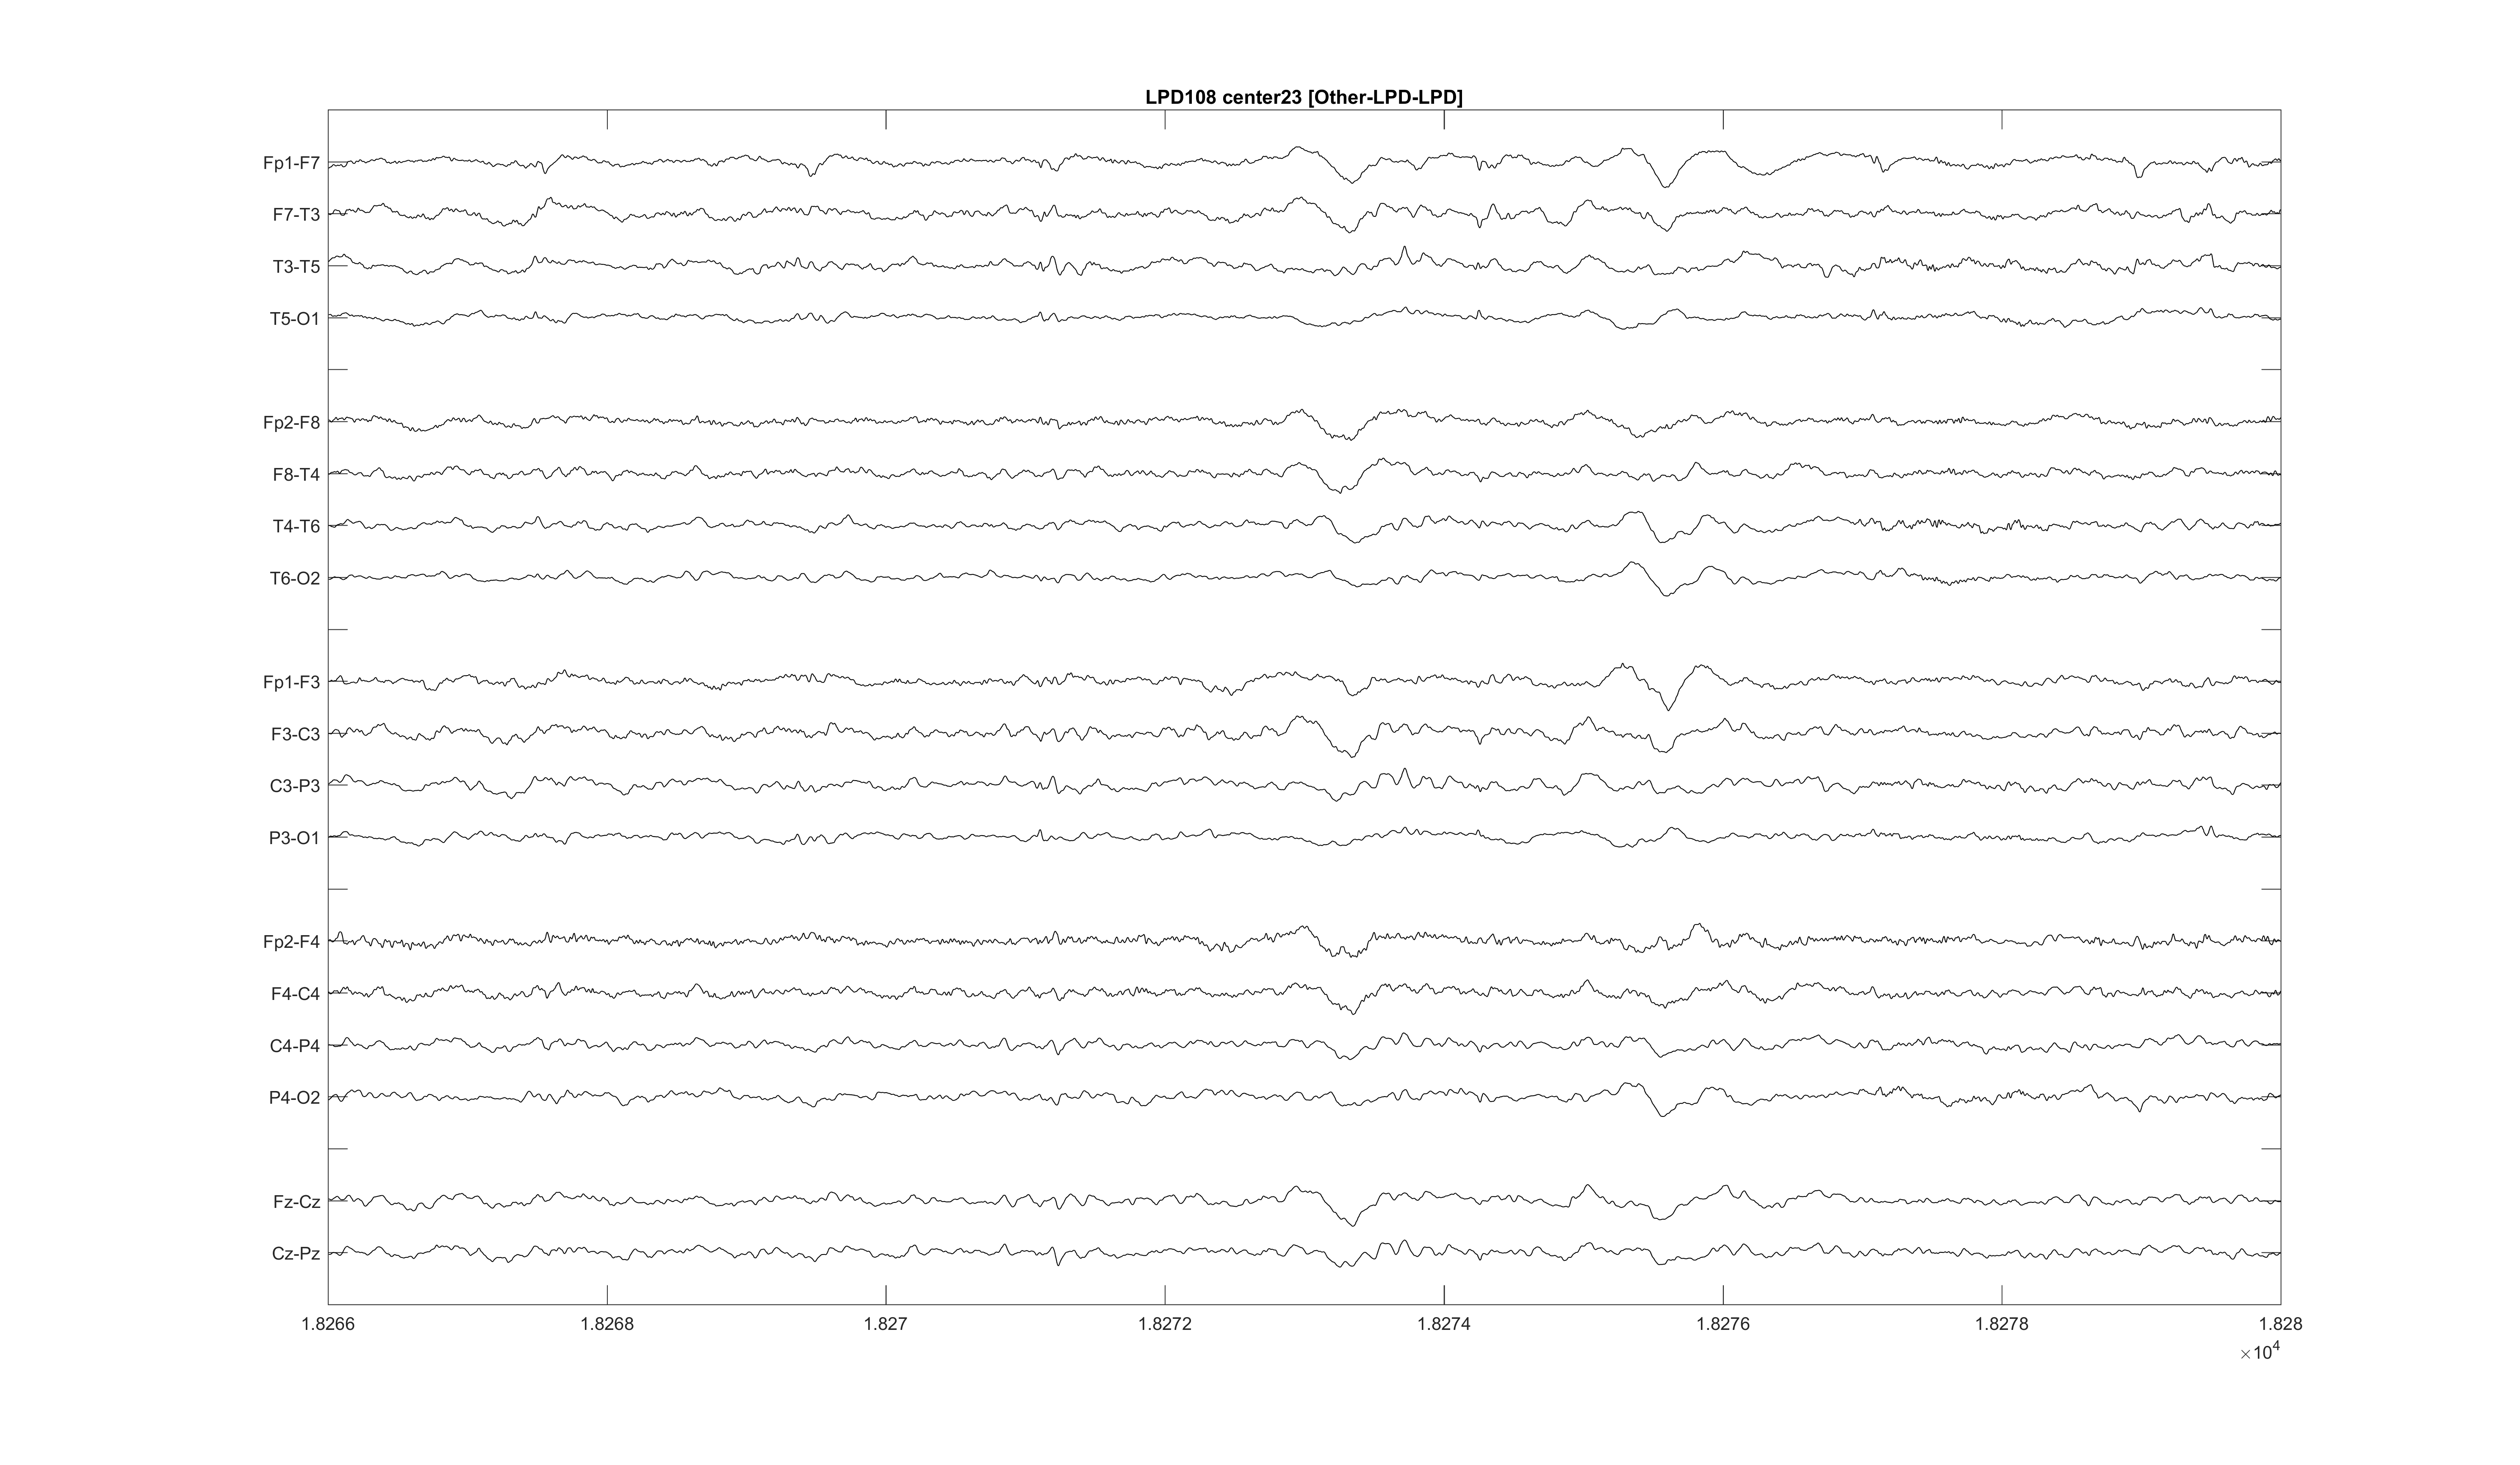 LPD108 center23 [Other-LPD-LPD]
Fp1-F7
F7-T3
T3-T5
T5-O1
Fp2-F8
F8-T4
T4-T6
T6-O2
Fp1-F3
F3-C3
C3-P3
P3-O1
Fp2-F4
F4-C4
C4-P4
P4-O2
Fz-Cz
Cz-Pz
1.8266 1.8268 1.827 1.8272 1.8274 1.8276 1.8278 1.828
×10⁴